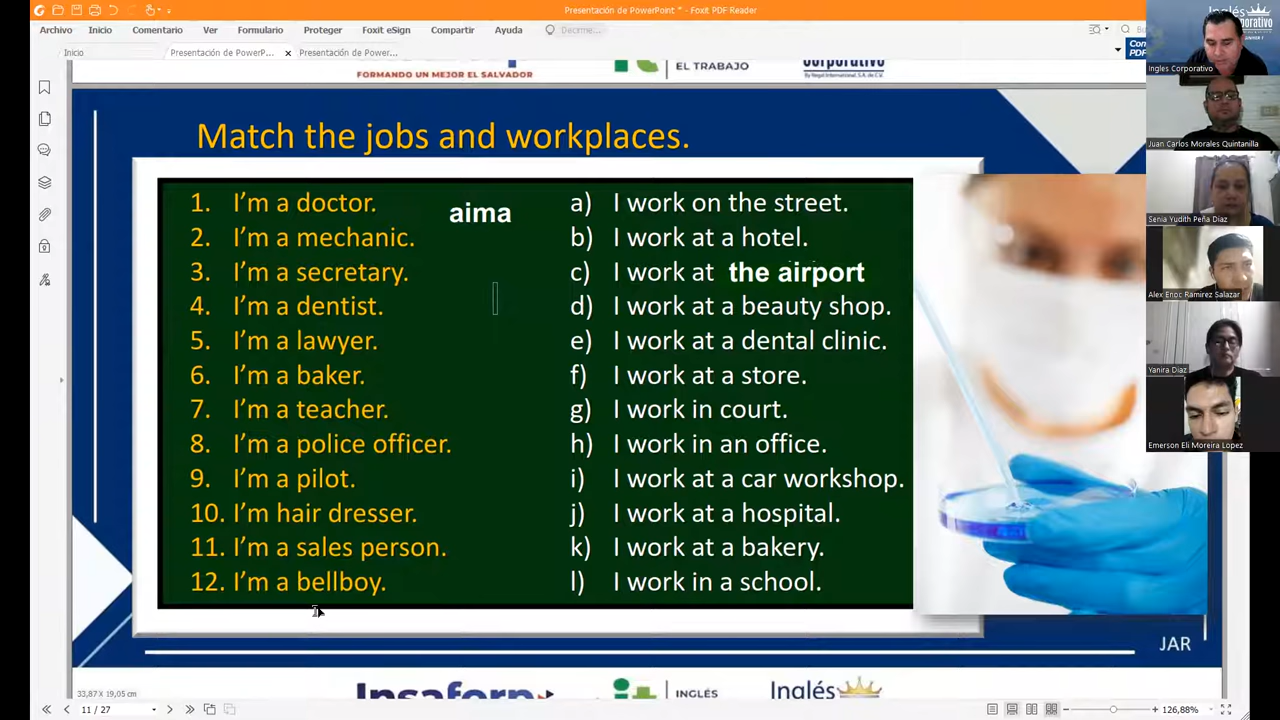 Presentación de PowerPoint * - Foxit PDF Reader
Archivo Inicio Comentario Ver Formulario Proteger Foxit eSign Compartir Ayuda Decirme...
Inicio Presentación de PowerP... × Presentación de PowerP...
FORMANDO UN MEJOR EL SALVADOR
EL TRABAJO
Match the jobs and workplaces.
1. I'm a doctor.
2. I'm a mechanic.
3. I'm a secretary.
4. I'm a dentist.
5. I'm a lawyer.
6. I'm a baker.
7. I'm a teacher.
8. I'm a police officer.
9. I'm a pilot.
10. I'm hair dresser.
11. I'm a sales person.
12. I'm a bellboy.
aima
a) I work on the street.
b) I work at a hotel.
c) I work at the airport
d) I work at a beauty shop.
e) I work at a dental clinic.
f) I work at a store.
g) I work in court.
h) I work in an office.
i) I work at a car workshop.
j) I work at a hospital.
k) I work at a bakery.
l) I work in a school.
JAR
Insaforp
INGLÉS
Inglés
33,87 X 19,05 cm
11 / 27
126,88%
Ingles Corporativo
Juan Carlos Morales Quintanilla
Senia Yudith Peña Diaz
Alex Enoc Ramirez Salazar
Yanira Diaz
Emerson Eli Moreira Lopez